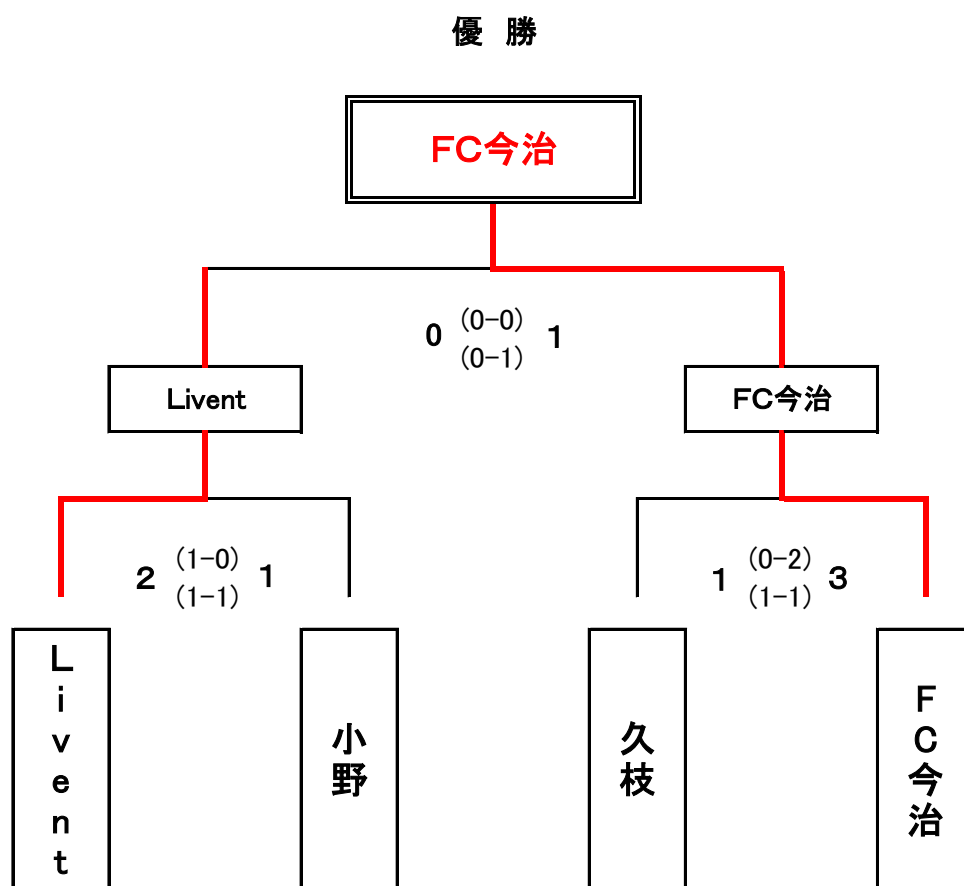 優 勝
FC今治
0 (0-0) 1
(0-1)
Livent
FC今治
2 (1-0) 1
(1-1)
1 (0-2) 3
(1-1)
Livent
小野
久枝
FC今治